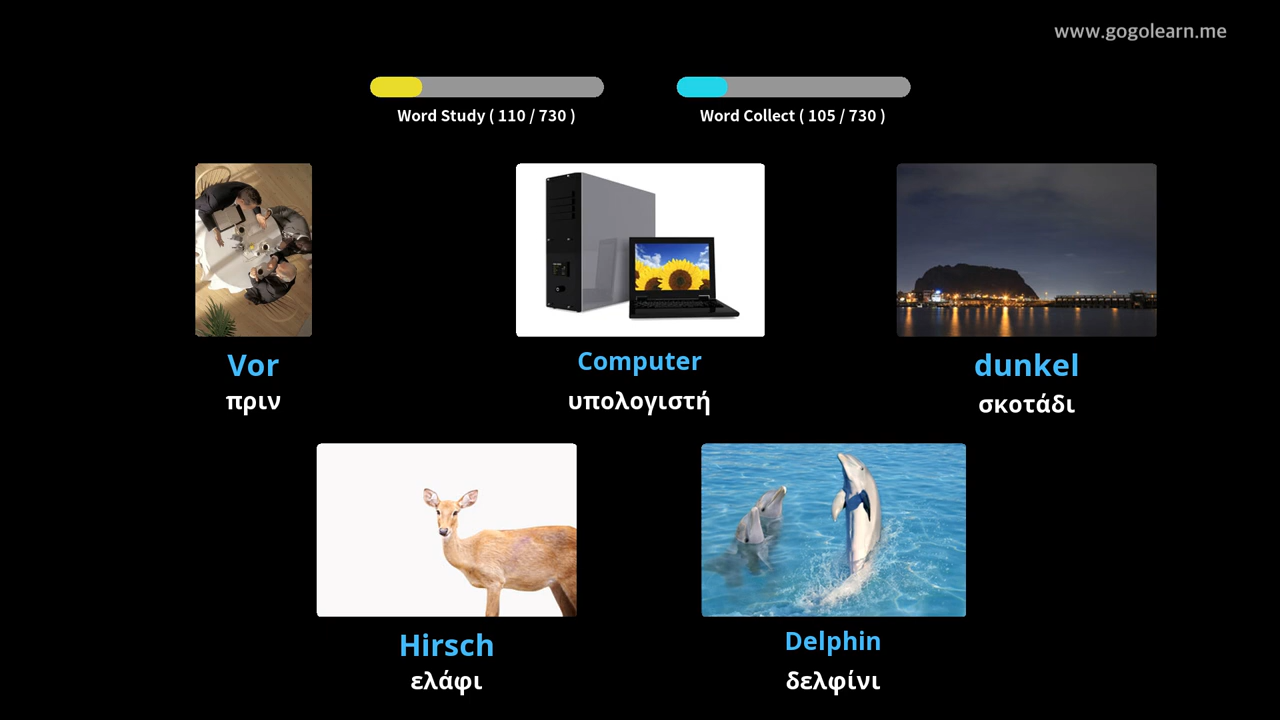 www.gogolearn.me
Word Study ( 110 / 730 )
Word Collect ( 105 / 730 )
Vor
πριν
Computer
υπολογιστή
dunkel
σκοτάδι
Hirsch
ελάφι
Delphin
δελφίνι